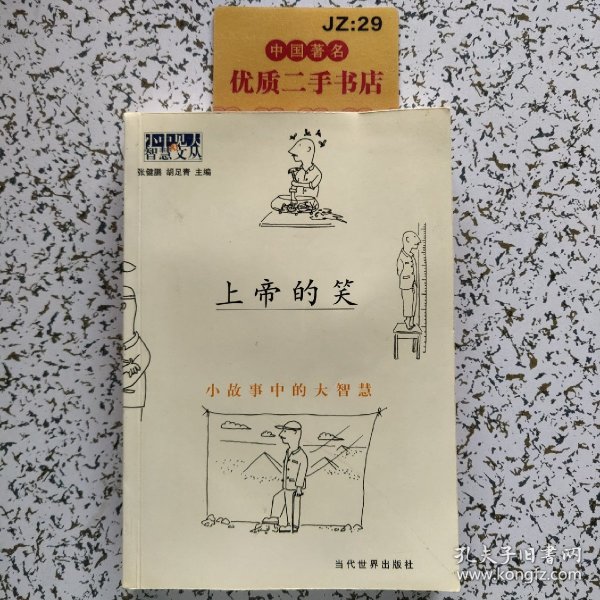 JZ:29
中国著名
优质二手书店
智慧文丛
张健鹏 胡足青 主编
上帝的笑
小故事中的大智慧
当代世界出版社
孔夫子旧书网
www.kongfz.com